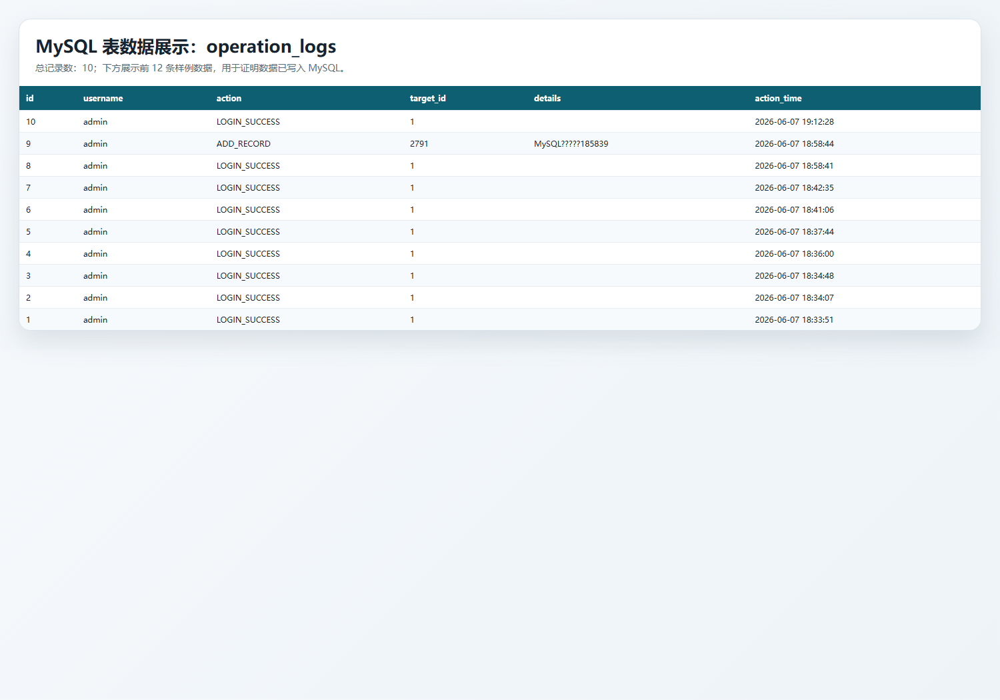 MySQL 表数据展示：operation_logs
总记录数：10；下方展示前 12 条样例数据，用于证明数据已写入 MySQL。
id username action target_id details action_time
10 admin LOGIN_SUCCESS 1 2026-06-07 19:12:28
9 admin ADD_RECORD 2791 MySQL?????185839 2026-06-07 18:58:44
8 admin LOGIN_SUCCESS 1 2026-06-07 18:58:41
7 admin LOGIN_SUCCESS 1 2026-06-07 18:42:35
6 admin LOGIN_SUCCESS 1 2026-06-07 18:41:06
5 admin LOGIN_SUCCESS 1 2026-06-07 18:37:44
4 admin LOGIN_SUCCESS 1 2026-06-07 18:36:00
3 admin LOGIN_SUCCESS 1 2026-06-07 18:34:48
2 admin LOGIN_SUCCESS 1 2026-06-07 18:34:07
1 admin LOGIN_SUCCESS 1 2026-06-07 18:33:51